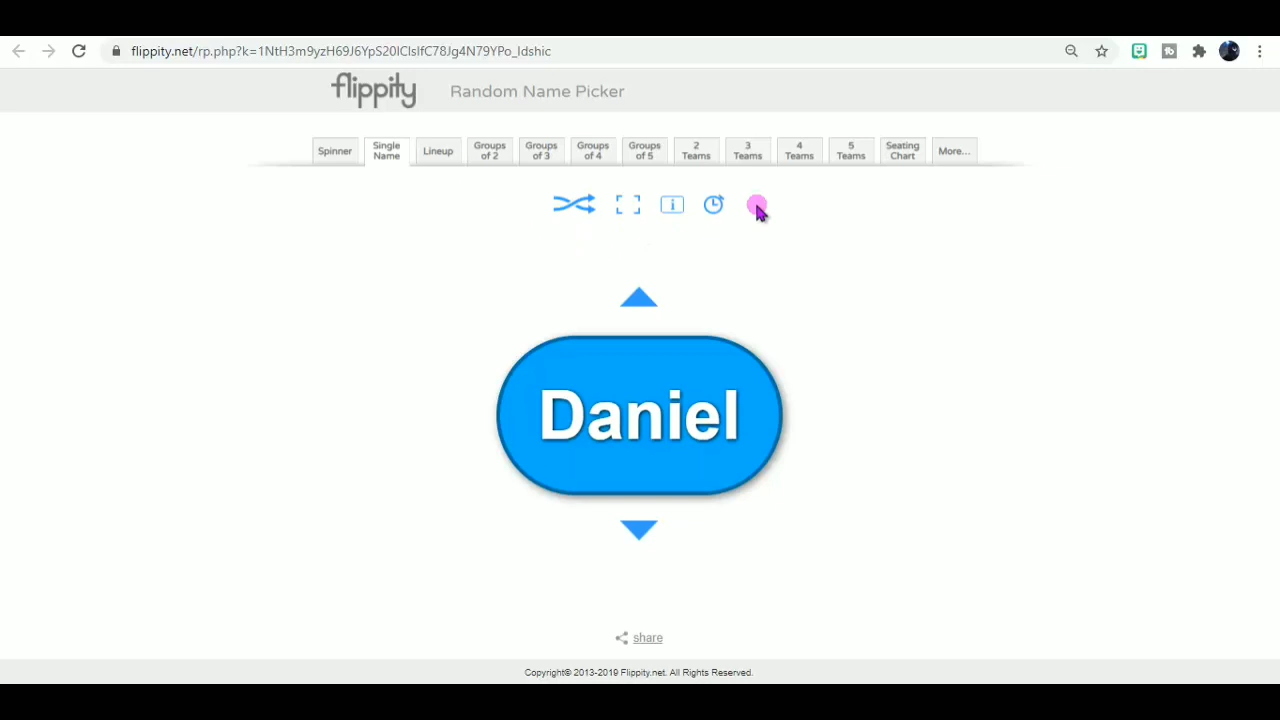 flippity.net/rp.php?k=1NtH3m9yzH69J6YpS20IClsIfC78Jg4N79YPo_Idshic
flippity Random Name Picker
Spinner Single Name Lineup Groups of 2 Groups of 3 Groups of 4 Groups of 5 2 Teams 3 Teams 4 Teams 5 Teams Seating Chart More...
Daniel
share
Copyright© 2013-2019 Flippity.net. All Rights Reserved.